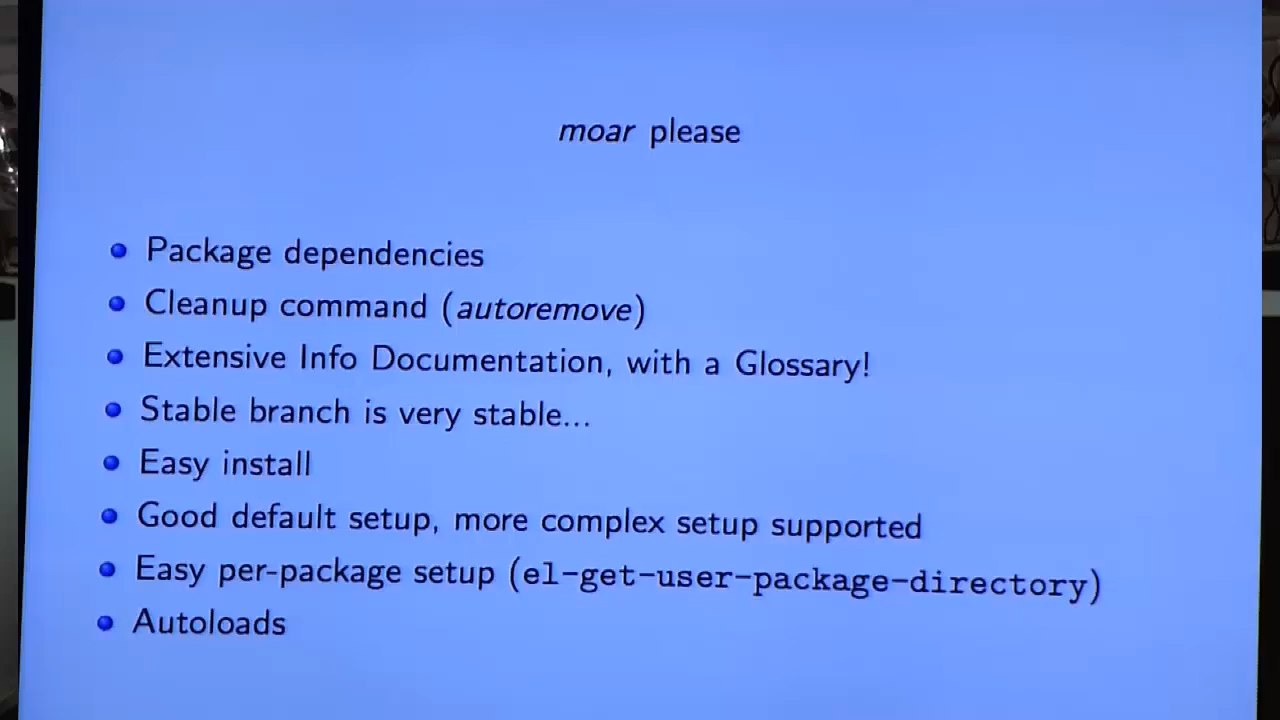 moar please
Package dependencies
Cleanup command (autoremove)
Extensive Info Documentation, with a Glossary!
Stable branch is very stable...
Easy install
Good default setup, more complex setup supported
Easy per-package setup (el-get-user-package-directory)
Autoloads